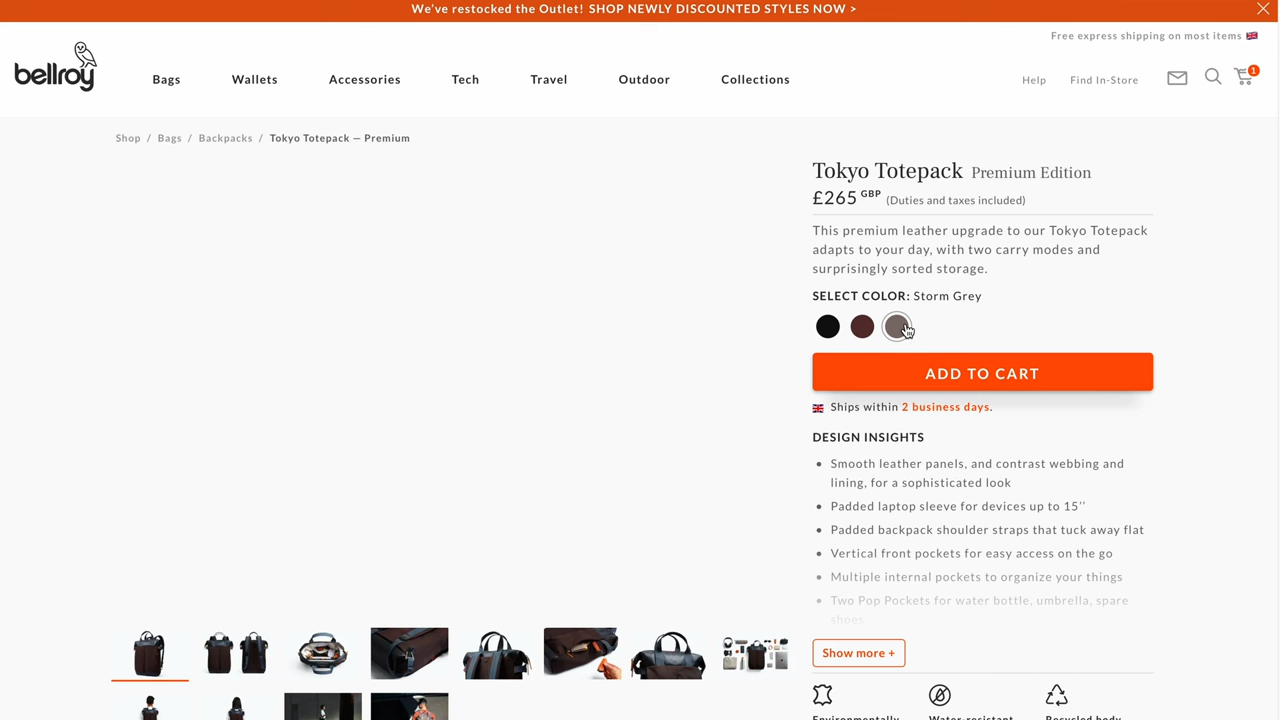 We've restocked the Outlet! SHOP NEWLY DISCOUNTED STYLES NOW >
Free express shipping on most items
bellroy
Bags
Wallets
Accessories
Tech
Travel
Outdoor
Collections
Help
Find In-Store
1
Shop / Bags / Backpacks / Tokyo Totepack — Premium
Tokyo Totepack Premium Edition
£265 GBP (Duties and taxes included)
This premium leather upgrade to our Tokyo Totepack
adapts to your day, with two carry modes and
surprisingly sorted storage.
SELECT COLOR: Storm Grey
ADD TO CART
Ships within 2 business days.
DESIGN INSIGHTS
• Smooth leather panels, and contrast webbing and
lining, for a sophisticated look
• Padded laptop sleeve for devices up to 15’’
• Padded backpack shoulder straps that tuck away flat
• Vertical front pockets for easy access on the go
• Multiple internal pockets to organize your things
• Two Pop Pockets for water bottle, umbrella, spare
shoes
Show more +
Environmentally
Water-resistant
Recycled body